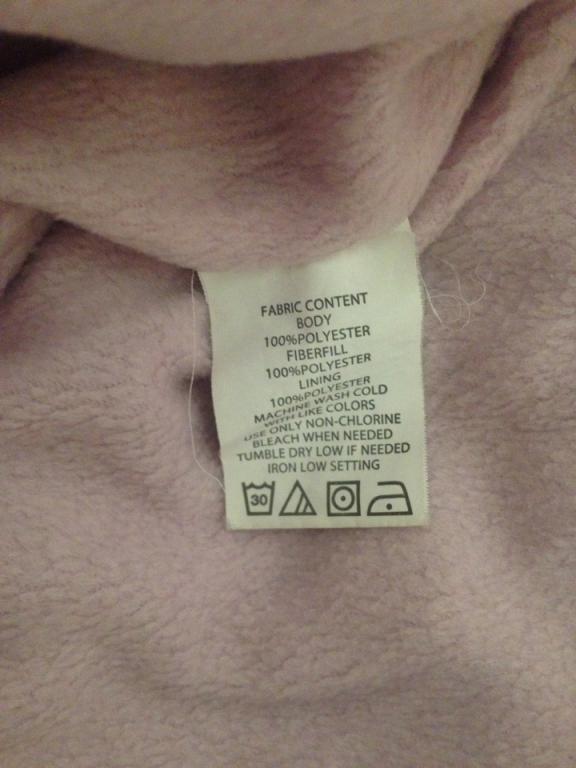 FABRIC CONTENT
BODY
100%POLYESTER
FIBERFILL
100%POLYESTER
LINING
100%POLYESTER
MACHINE WASH COLD
WITH LIKE COLORS
USE ONLY NON-CHLORINE
BLEACH WHEN NEEDED
TUMBLE DRY LOW IF NEEDED
IRON LOW SETTING
30